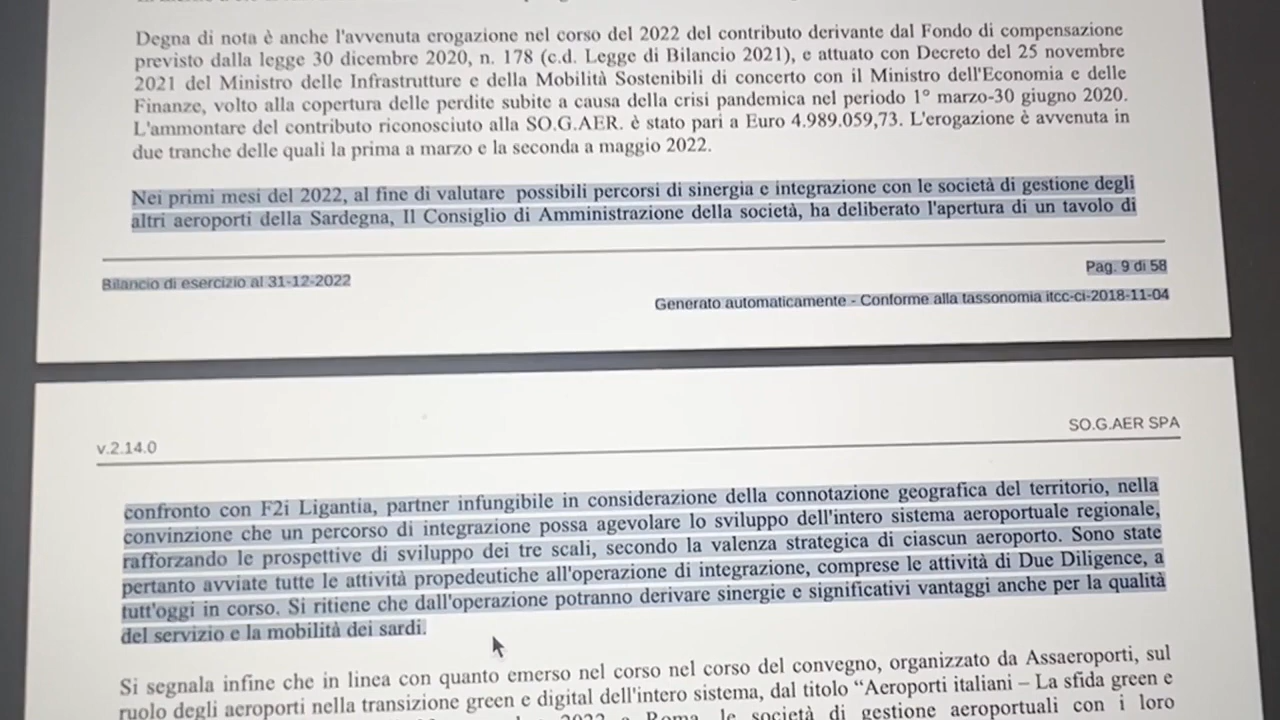 Degna di nota è anche l'avvenuta erogazione nel corso del 2022 del contributo derivante dal Fondo di compensazione
previsto dalla legge 30 dicembre 2020, n. 178 (c.d. Legge di Bilancio 2021), e attuato con Decreto del 25 novembre
2021 del Ministro delle Infrastrutture e della Mobilità Sostenibili di concerto con il Ministro dell'Economia e delle
Finanze, volto alla copertura delle perdite subite a causa della crisi pandemica nel periodo 1° marzo-30 giugno 2020.
L'ammontare del contributo riconosciuto alla SO.G.AER. è stato pari a Euro 4.989.059,73. L'erogazione è avvenuta in
due tranche delle quali la prima a marzo e la seconda a maggio 2022.
Nei primi mesi del 2022, al fine di valutare possibili percorsi di sinergia e integrazione con le società di gestione degli
altri aeroporti della Sardegna, Il Consiglio di Amministrazione della società, ha deliberato l'apertura di un tavolo di
Bilancio di esercizio al 31-12-2022
Pag. 9 di 58
Generato automaticamente - Conforme alla tassonomia itcc-ci-2018-11-04
v.2.14.0
SO.G.AER SPA
confronto con F2i Ligantia, partner infungibile in considerazione della connotazione geografica del territorio, nella
convinzione che un percorso di integrazione possa agevolare lo sviluppo dell'intero sistema aeroportuale regionale,
rafforzando le prospettive di sviluppo dei tre scali, secondo la valenza strategica di ciascun aeroporto. Sono state
pertanto avviate tutte le attività propedeutiche all'operazione di integrazione, comprese le attività di Due Diligence, a
tutt'oggi in corso. Si ritiene che dall'operazione potranno derivare sinergie e significativi vantaggi anche per la qualità
del servizio e la mobilità dei sardi.
Si segnala infine che in linea con quanto emerso nel corso nel corso del convegno, organizzato da Assaeroporti, sul
ruolo degli aeroporti nella transizione green e digital dell'intero sistema, dal titolo “Aeroporti italiani – La sfida green e
2022 a Roma, le società di gestione aeroportuali con i loro